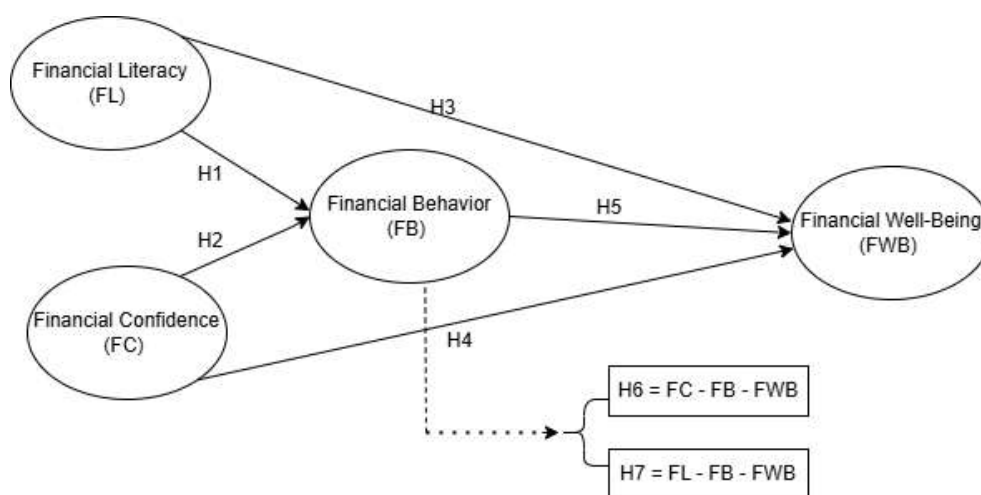 Financial Literacy
(FL)
H3
H1
Financial Behavior
(FB)
H5
Financial Well-Being
(FWB)
H2
Financial Confidence
(FC)
H4
H6 = FC - FB - FWB
H7 = FL - FB - FWB